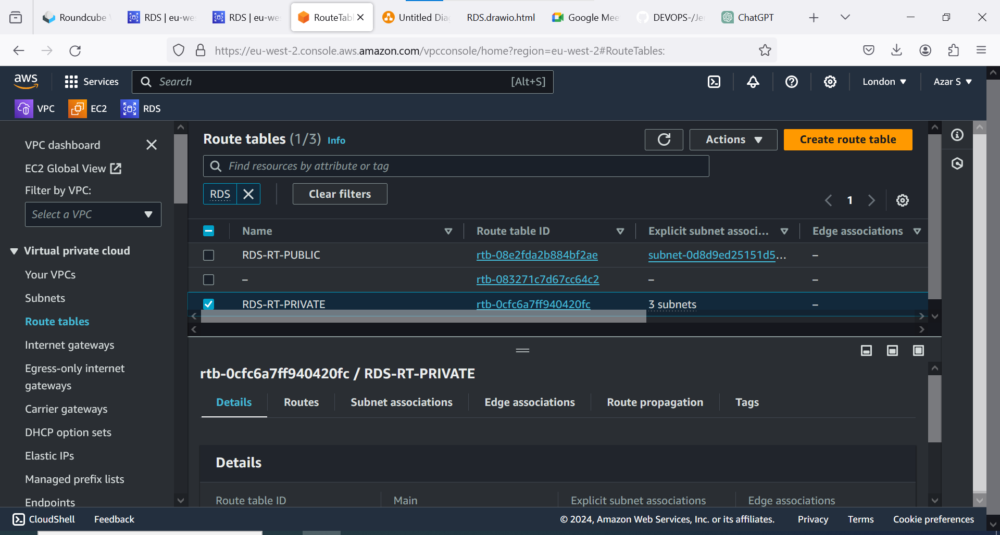 Roundcube
RDS | eu-we
RDS | eu-we
RouteTabl
Untitled Dia
RDS.drawio.html
Google Mee
DEVOPS-/Je
ChatGPT
https://eu-west-2.console.aws.amazon.com/vpcconsole/home?region=eu-west-2#RouteTables:
aws
Services
Search
[Alt+S]
London
Azar S
VPC
EC2
RDS
VPC dashboard
EC2 Global View
Filter by VPC:
Select a VPC
Virtual private cloud
Your VPCs
Subnets
Route tables
Internet gateways
Egress-only internet
gateways
Carrier gateways
DHCP option sets
Elastic IPs
Managed prefix lists
Endpoints
Route tables (1/3) Info
Actions
Create route table
Find resources by attribute or tag
RDS
Clear filters
1
Name
Route table ID
Explicit subnet associ...
Edge associations
RDS-RT-PUBLIC
rtb-08e2fda2b884bf2ae
subnet-0d8d9ed25151d5...
–
–
rtb-083271c7d67cc64c2
–
–
RDS-RT-PRIVATE
rtb-0cfc6a7ff940420fc
3 subnets
–
rtb-0cfc6a7ff940420fc / RDS-RT-PRIVATE
Details
Routes
Subnet associations
Edge associations
Route propagation
Tags
Details
Route table ID
Main
Explicit subnet associations
Edge associations
CloudShell
Feedback
© 2024, Amazon Web Services, Inc. or its affiliates.
Privacy
Terms
Cookie preferences